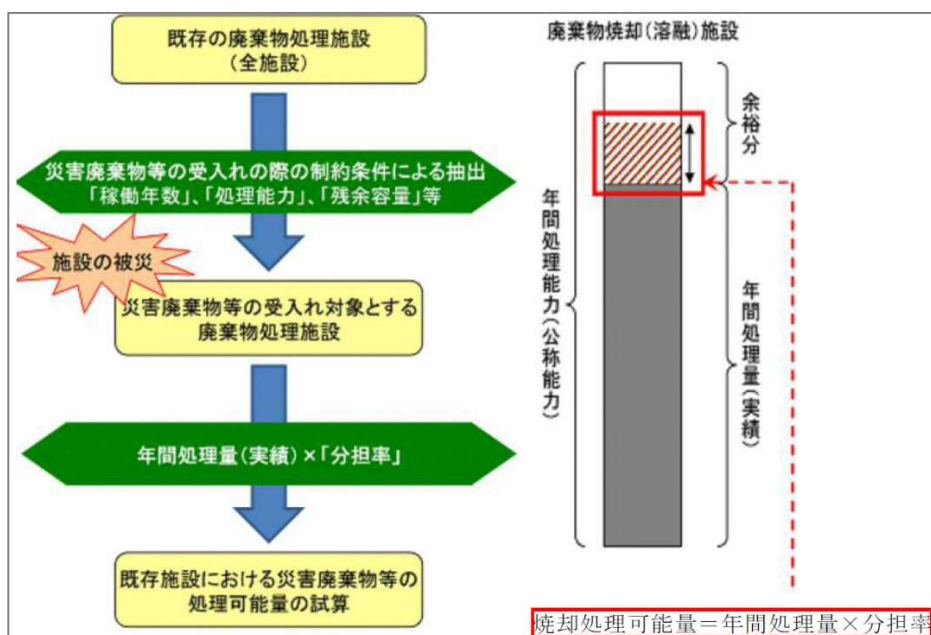 既存の廃棄物処理施設
(全施設)
災害廃棄物等の受入れの際の制約条件による抽出
「稼働年数」、「処理能力」、「残余容量」等
施設の被災
災害廃棄物等の受入れ対象とする
廃棄物処理施設
年間処理量(実績)×「分担率」
既存施設における災害廃棄物等の
処理可能量の試算
廃棄物焼却(溶融)施設
年間処理能力(公称能力)
余裕分
年間処理量(実績)
焼却処理可能量=年間処理量×分担率